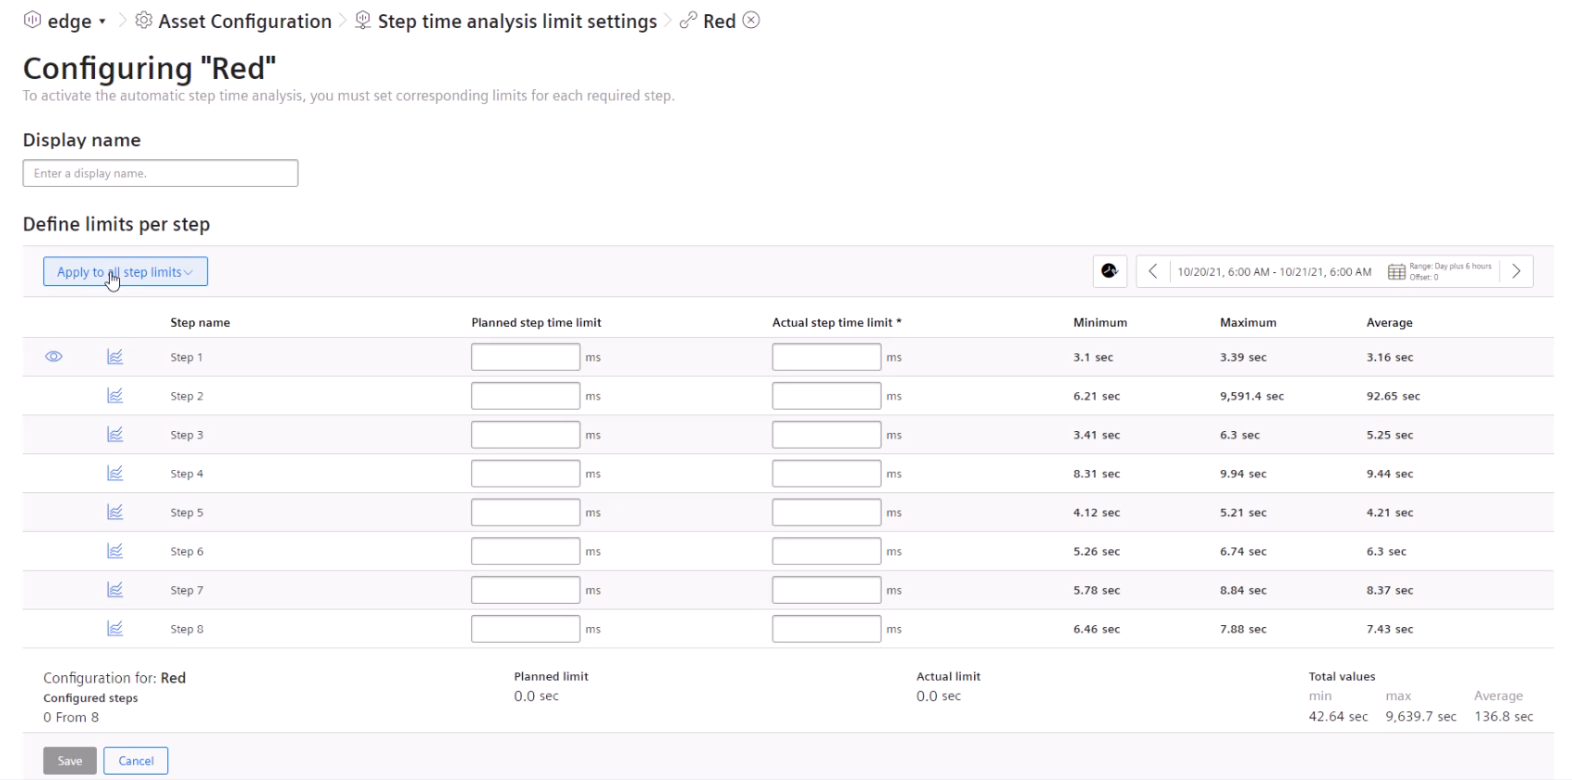 edge > Asset Configuration > Step time analysis limit settings > Red
Configuring "Red"
To activate the automatic step time analysis, you must set corresponding limits for each required step.
Display name
Enter a display name.
Define limits per step
Apply to all step limits
10/20/21, 6:00 AM - 10/21/21, 6:00 AM
Range: Day plus 6 hours
Offset: 0
Step name Planned step time limit Actual step time limit * Minimum Maximum Average
Step 1 ms ms 3.1 sec 3.39 sec 3.16 sec
Step 2 ms ms 6.21 sec 9,591.4 sec 92.65 sec
Step 3 ms ms 3.41 sec 6.3 sec 5.25 sec
Step 4 ms ms 8.31 sec 9.94 sec 9.44 sec
Step 5 ms ms 4.12 sec 5.21 sec 4.21 sec
Step 6 ms ms 5.26 sec 6.74 sec 6.3 sec
Step 7 ms ms 5.78 sec 8.84 sec 8.37 sec
Step 8 ms ms 6.46 sec 7.88 sec 7.43 sec
Configuration for: Red Planned limit Actual limit Total values
Configured steps 0.0 sec 0.0 sec min max Average
0 From 8 42.64 sec 9,639.7 sec 136.8 sec
Save Cancel